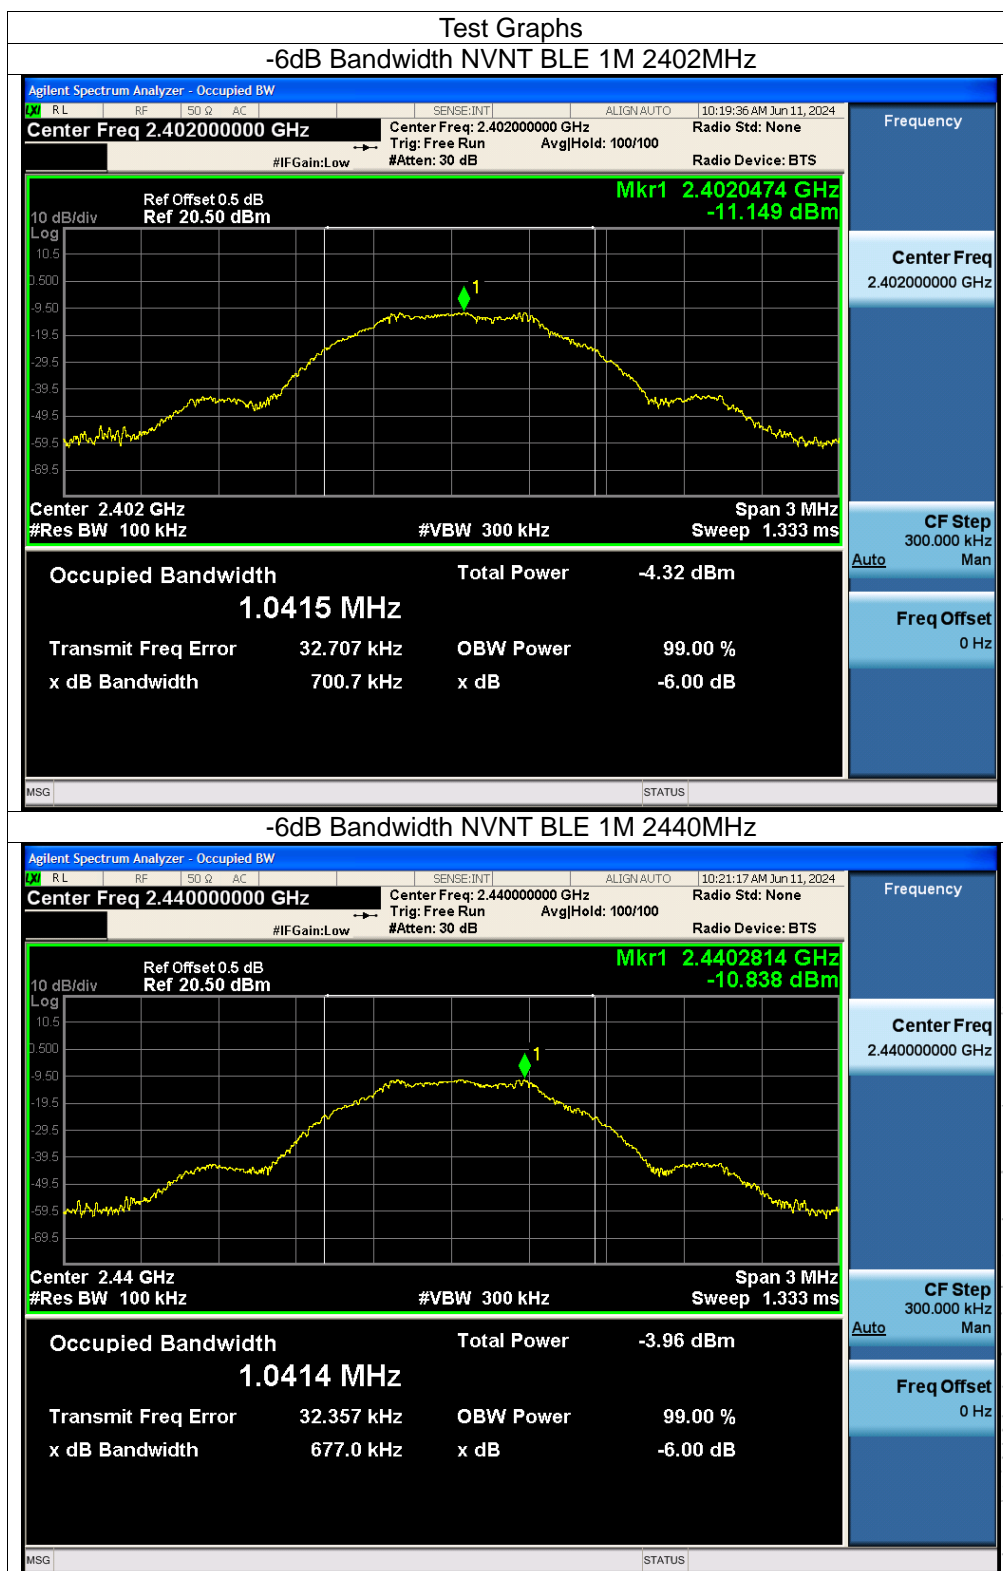 Test Graphs
-6dB Bandwidth NVNT BLE 1M 2402MHz
Agilent Spectrum Analyzer - Occupied BW
LXI RL RF 50 Ω AC SENSE:INT ALIGN AUTO 10:19:36 AM Jun 11, 2024
Center Freq 2.402000000 GHz Center Freq: 2.402000000 GHz Radio Std: None
Trig: Free Run Avg|Hold: 100/100
#IFGain:Low #Atten: 30 dB Radio Device: BTS
Frequency
Mkr1 2.4020474 GHz
-11.149 dBm
Ref Offset 0.5 dB
10 dB/div Ref 20.50 dBm
Log
10.5
0.500
-9.50
-19.5
-29.5
-39.5
-49.5
-59.5
-69.5
1
Center 2.402 GHz Span 3 MHz
#Res BW 100 kHz #VBW 300 kHz Sweep 1.333 ms
Occupied Bandwidth Total Power -4.32 dBm
1.0415 MHz
Transmit Freq Error 32.707 kHz OBW Power 99.00 %
x dB Bandwidth 700.7 kHz x dB -6.00 dB
Center Freq
2.402000000 GHz
CF Step
300.000 kHz
Auto Man
Freq Offset
0 Hz
MSG STATUS
-6dB Bandwidth NVNT BLE 1M 2440MHz
Agilent Spectrum Analyzer - Occupied BW
LXI RL RF 50 Ω AC SENSE:INT ALIGN AUTO 10:21:17 AM Jun 11, 2024
Center Freq 2.440000000 GHz Center Freq: 2.440000000 GHz Radio Std: None
Trig: Free Run Avg|Hold: 100/100
#IFGain:Low #Atten: 30 dB Radio Device: BTS
Frequency
Mkr1 2.4402814 GHz
-10.838 dBm
Ref Offset 0.5 dB
10 dB/div Ref 20.50 dBm
Log
10.5
0.500
-9.50
-19.5
-29.5
-39.5
-49.5
-59.5
-69.5
1
Center 2.44 GHz Span 3 MHz
#Res BW 100 kHz #VBW 300 kHz Sweep 1.333 ms
Occupied Bandwidth Total Power -3.96 dBm
1.0414 MHz
Transmit Freq Error 32.357 kHz OBW Power 99.00 %
x dB Bandwidth 677.0 kHz x dB -6.00 dB
Center Freq
2.440000000 GHz
CF Step
300.000 kHz
Auto Man
Freq Offset
0 Hz
MSG STATUS